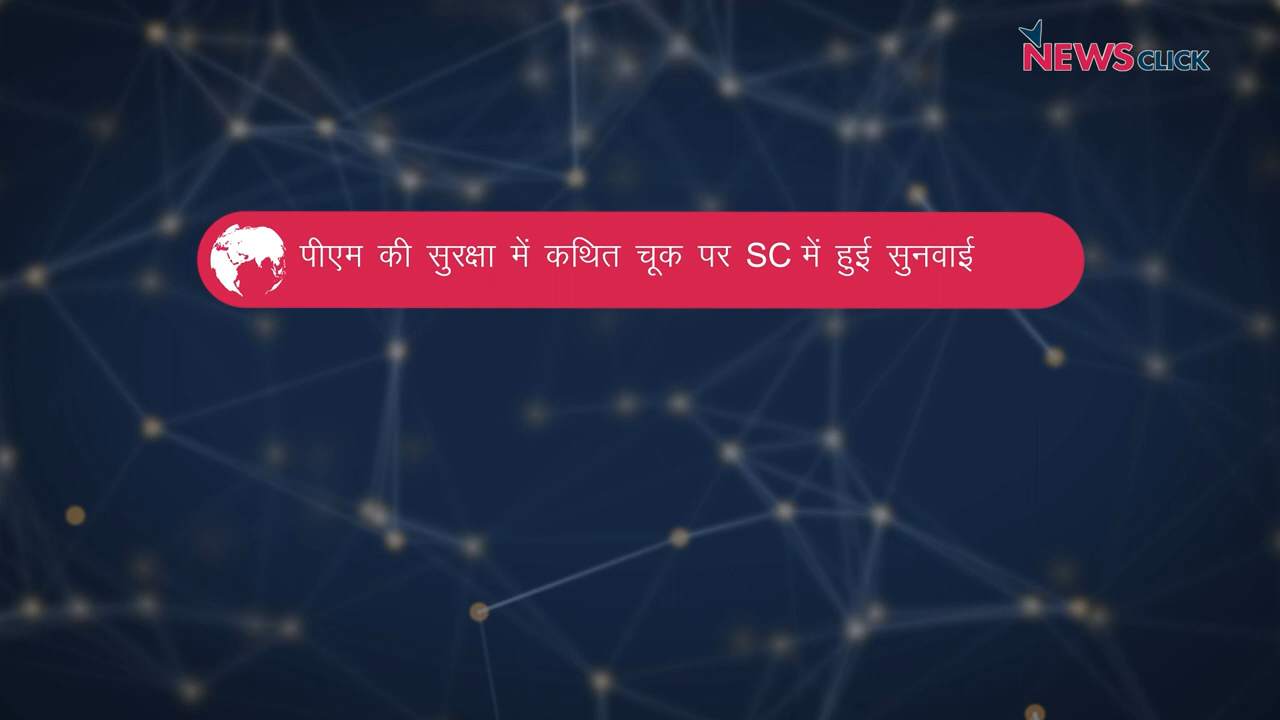 NEWSCLICK
पीएम की सुरक्षा में कथित चूक पर SC में हुई सुनवाई